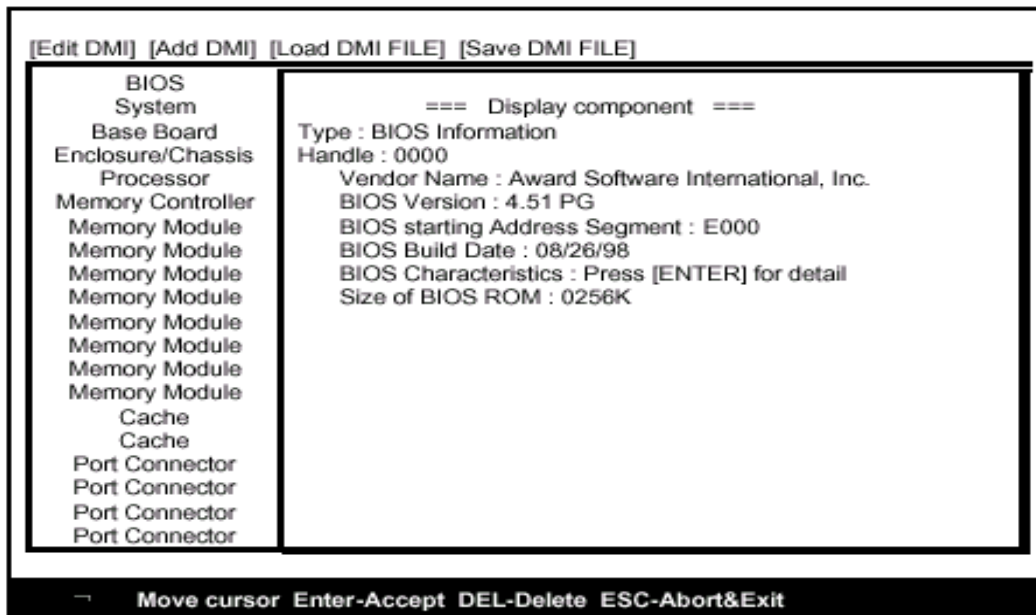 [Edit DMI] [Add DMI] [Load DMI FILE] [Save DMI FILE]
BIOS
System
Base Board
Enclosure/Chassis
Processor
Memory Controller
Memory Module
Memory Module
Memory Module
Memory Module
Memory Module
Memory Module
Memory Module
Memory Module
Cache
Cache
Port Connector
Port Connector
Port Connector
Port Connector
=== Display component ===
Type : BIOS Information
Handle : 0000
Vendor Name : Award Software International, Inc.
BIOS Version : 4.51 PG
BIOS starting Address Segment : E000
BIOS Build Date : 08/26/98
BIOS Characteristics : Press [ENTER] for detail
Size of BIOS ROM : 0256K
¬ Move cursor Enter-Accept DEL-Delete ESC-Abort&Exit